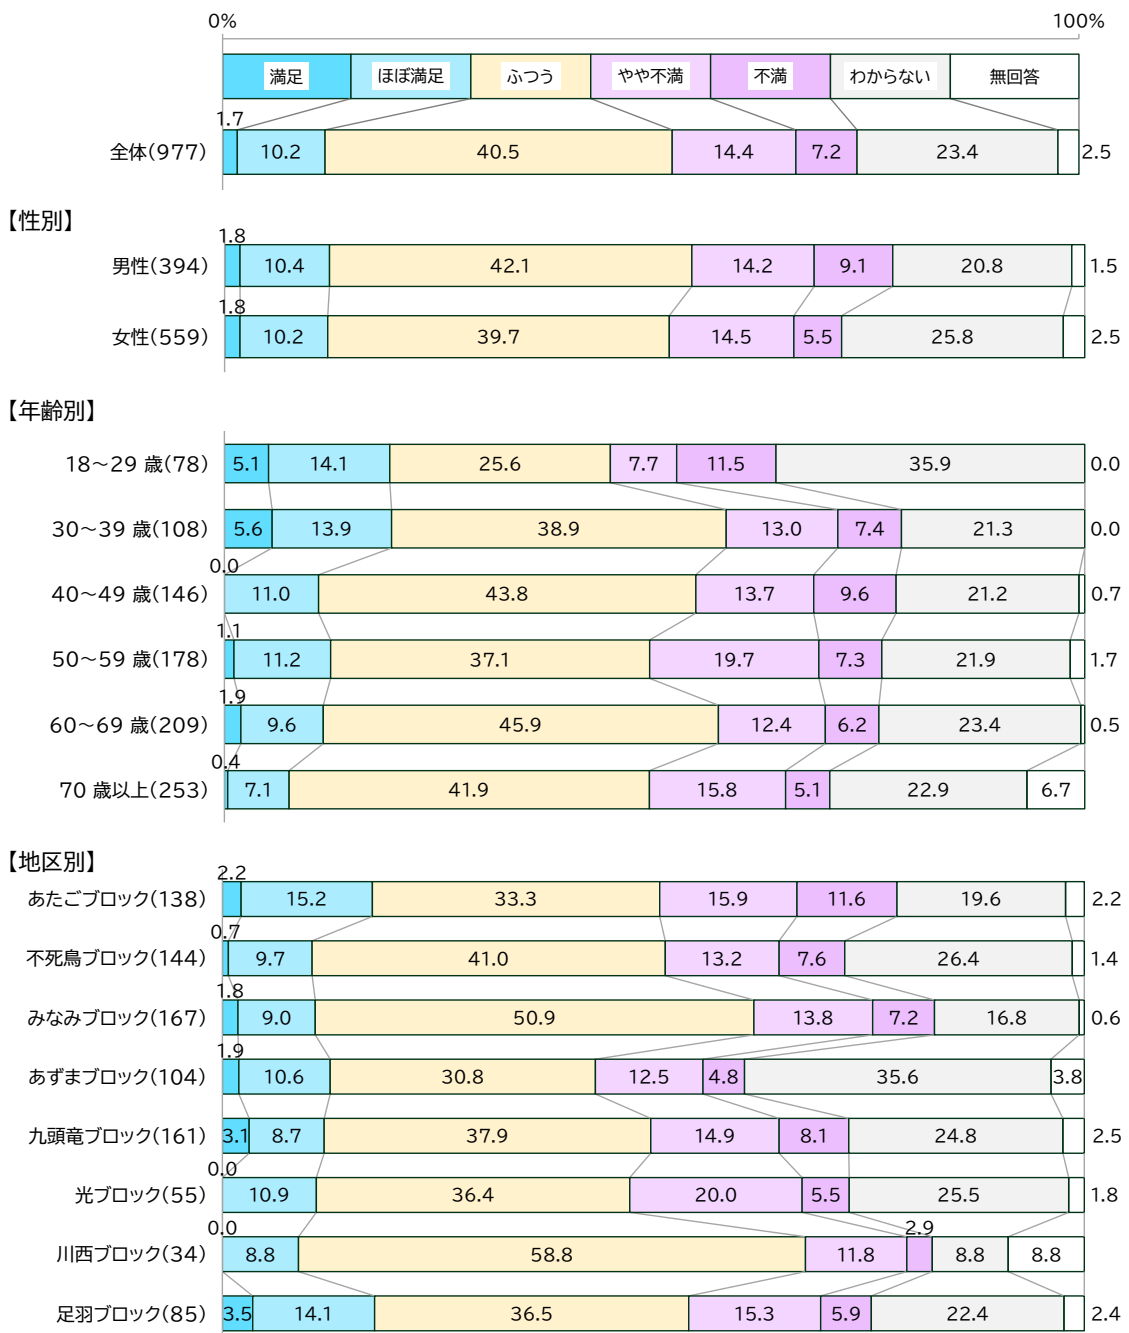 0% 100%
満足 ほぼ満足 ふつう やや不満 不満 わからない 無回答
1.7
全体(977) 10.2 40.5 14.4 7.2 23.4 2.5
【性別】
1.8
男性(394) 10.4 42.1 14.2 9.1 20.8 1.5
1.8
女性(559) 10.2 39.7 14.5 5.5 25.8 2.5
【年齢別】
18～29 歳(78) 5.1 14.1 25.6 7.7 11.5 35.9 0.0
30～39 歳(108) 5.6 13.9 38.9 13.0 7.4 21.3 0.0
0.0
40～49 歳(146) 11.0 43.8 13.7 9.6 21.2 0.7
1.1
50～59 歳(178) 11.2 37.1 19.7 7.3 21.9 1.7
1.9
60～69 歳(209) 9.6 45.9 12.4 6.2 23.4 0.5
0.4
70 歳以上(253) 7.1 41.9 15.8 5.1 22.9 6.7
【地区別】
2.2
あたごブロック(138) 15.2 33.3 15.9 11.6 19.6 2.2
0.7
不死鳥ブロック(144) 9.7 41.0 13.2 7.6 26.4 1.4
1.8
みなみブロック(167) 9.0 50.9 13.8 7.2 16.8 0.6
1.9
あずまブロック(104) 10.6 30.8 12.5 4.8 35.6 3.8
九頭竜ブロック(161) 3.1 8.7 37.9 14.9 8.1 24.8 2.5
0.0
光ブロック(55) 10.9 36.4 20.0 5.5 25.5 1.8
0.0 2.9
川西ブロック(34) 8.8 58.8 11.8 8.8 8.8
足羽ブロック(85) 3.5 14.1 36.5 15.3 5.9 22.4 2.4